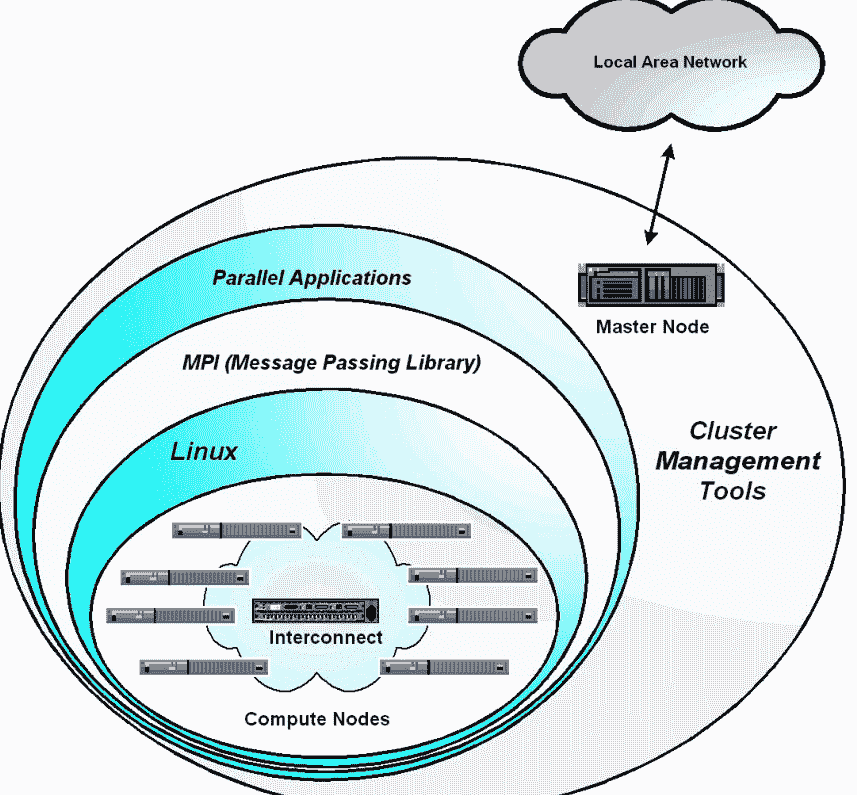 Local Area Network
Parallel Applications
Master Node
MPI (Message Passing Library)
Cluster
Management
Tools
Linux
Interconnect
Compute Nodes